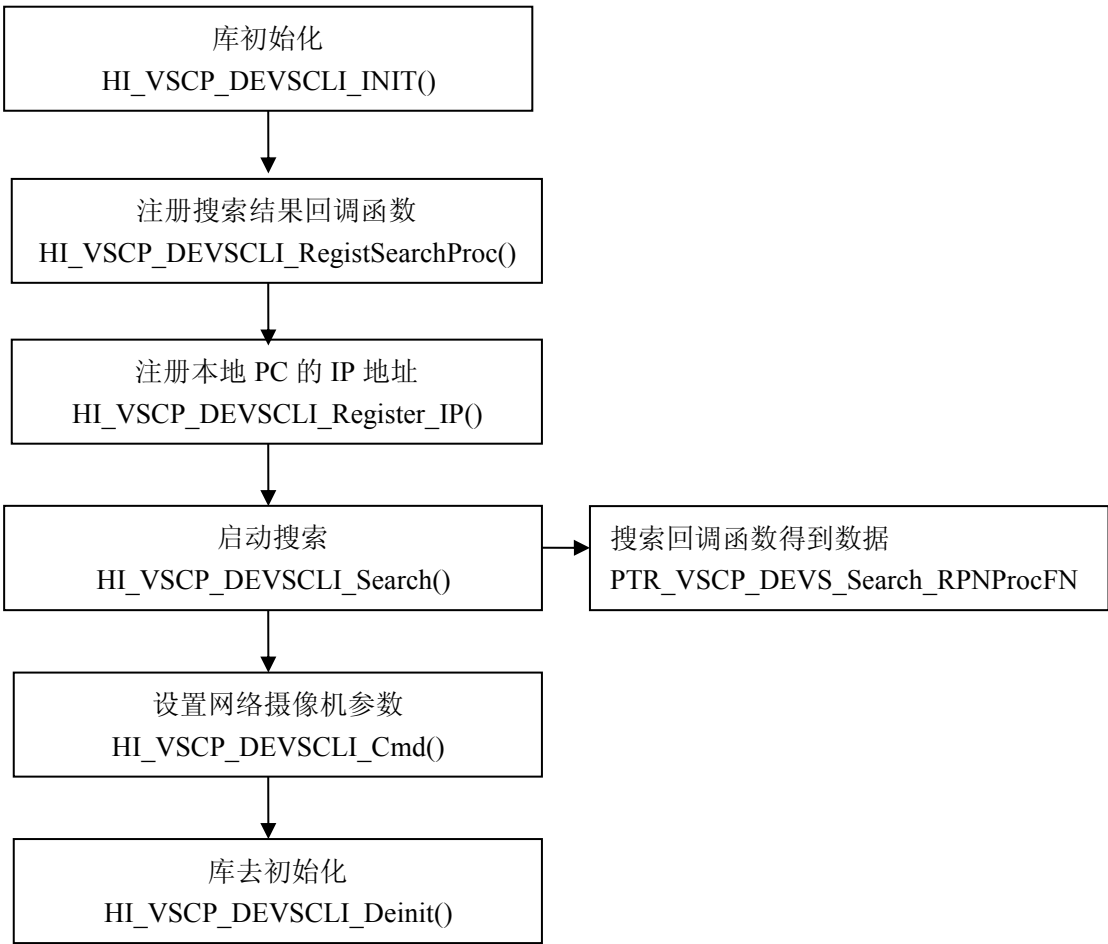 库初始化
HI_VSCP_DEVSCLI_INIT()
注册搜索结果回调函数
HI_VSCP_DEVSCLI_RegistSearchProc()
注册本地 PC 的 IP 地址
HI_VSCP_DEVSCLI_Register_IP()
启动搜索
HI_VSCP_DEVSCLI_Search()
搜索回调函数得到数据
PTR_VSCP_DEVS_Search_RPNProcFN
设置网络摄像机参数
HI_VSCP_DEVSCLI_Cmd()
库去初始化
HI_VSCP_DEVSCLI_Deinit()